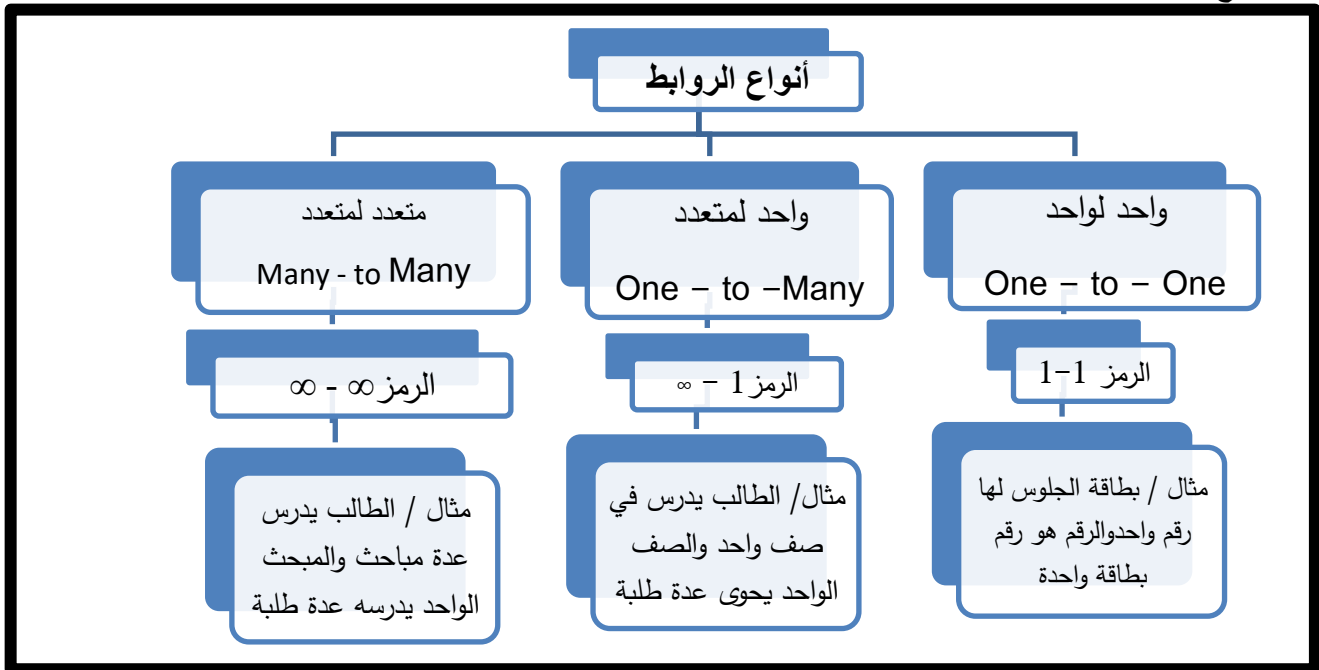 أنواع الروابط
واحد لواحد
One – to – One
الرمز 1-1
مثال / بطاقة الجلوس لها
رقم واحدوالرقم هو رقم
بطاقة واحدة
واحد لمتعدد
One – to –Many
الرمز 1 – ∞
مثال/ الطالب يدرس في
صف واحد والصف
الواحد يحوى عدة طلبة
متعدد لمتعدد
Many - to Many
الرمز ∞ - ∞
مثال / الطالب يدرس
عدة مباحث والمبحث
الواحد يدرسه عدة طلبة